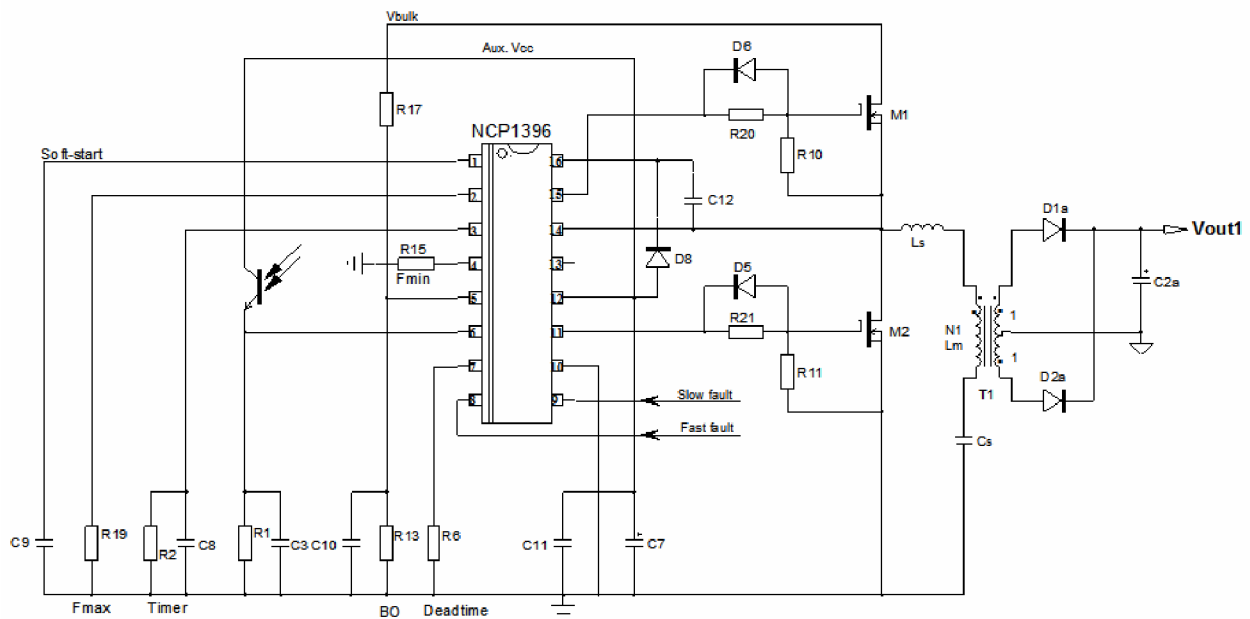 Vbulk
Aux. Vcc
D6
R17
M1
R20
NCP1396
R10
Soft-start
1
16
2
15
C12
D1a
3
14
Vout1
R15
Ls
4
13
D8
Fmin
D5
C2a
5
12
R21
N1
1
6
11
M2
Lm
R11
1
7
10
D2a
Slow fault
T1
8
9
Fast fault
Cs
C9
R19
R2
C8
R1
C3
C10
R13
R6
C11
C7
Fmax
Timer
BO
Deadtime